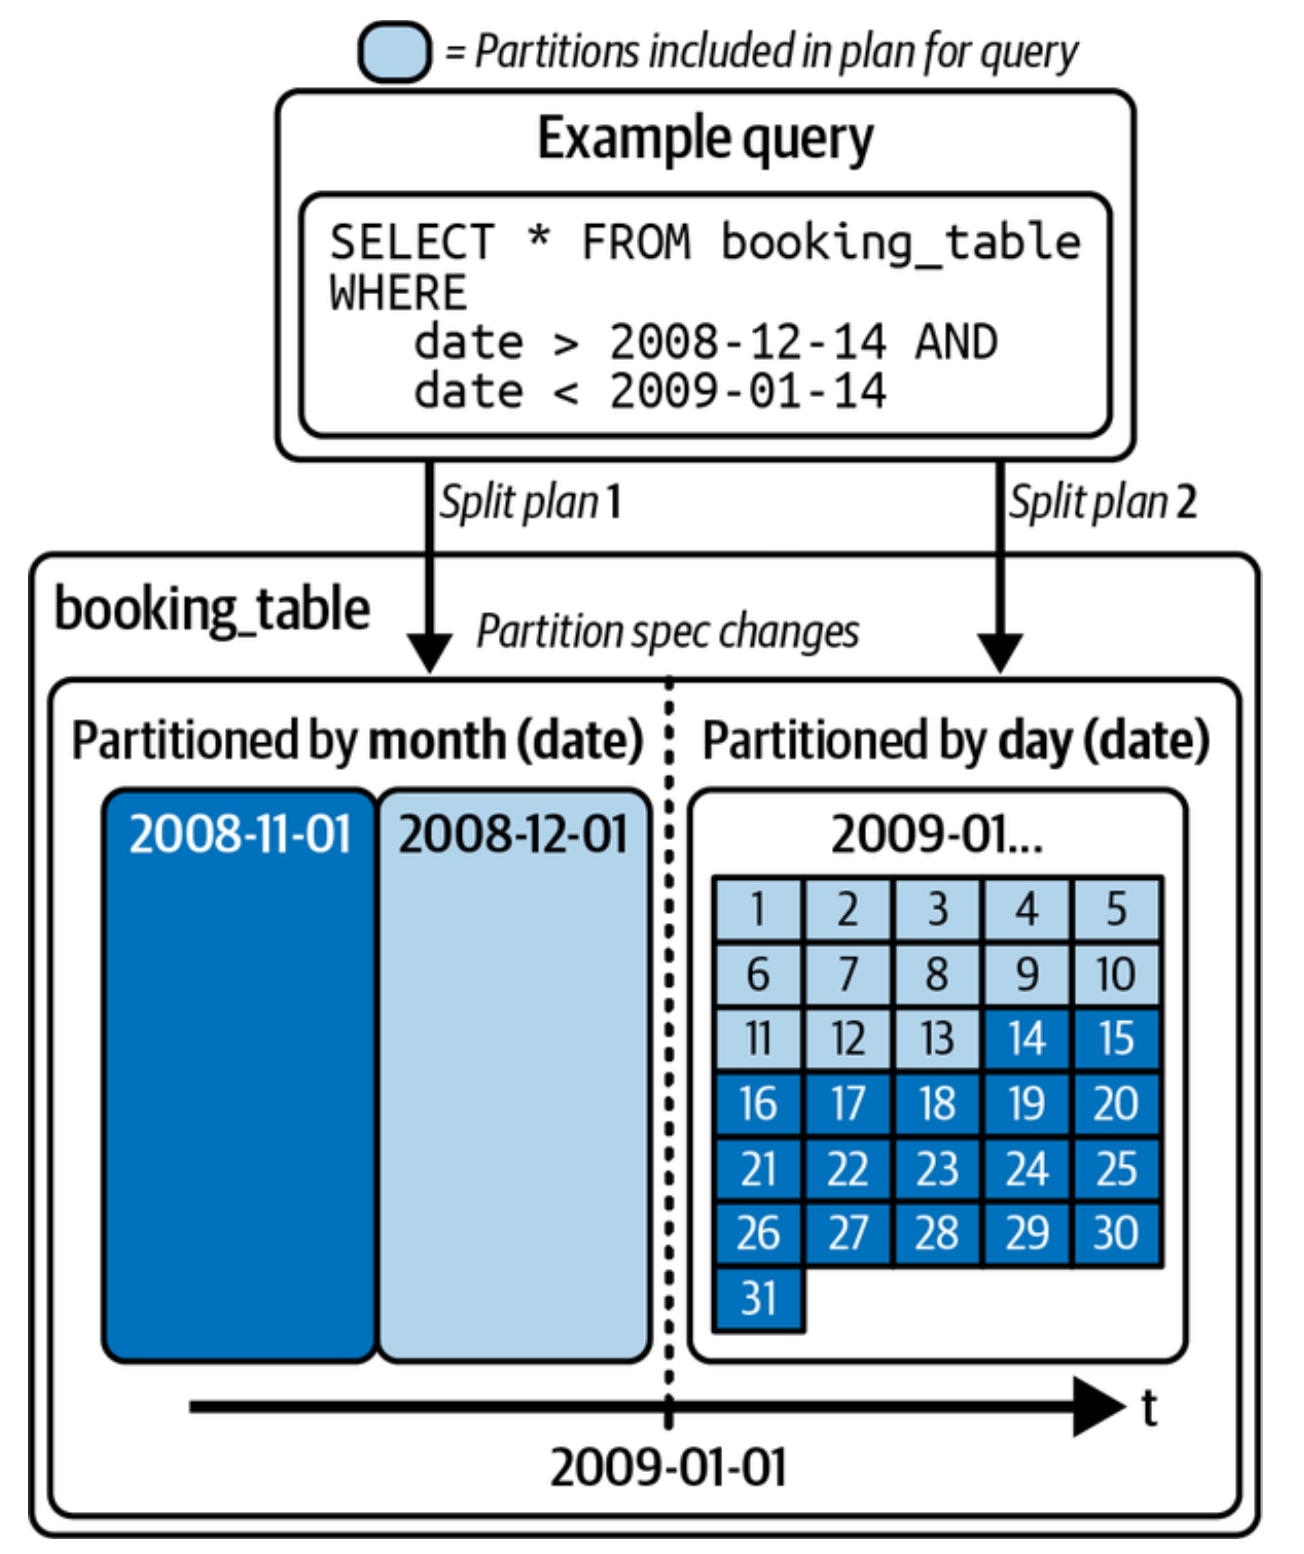 = Partitions included in plan for query
Example query
SELECT * FROM booking_table
WHERE
date > 2008-12-14 AND
date < 2009-01-14
Split plan 1
Split plan 2
booking_table
Partition spec changes
Partitioned by month (date)
Partitioned by day (date)
2008-11-01
2008-12-01
2009-01...
1 2 3 4 5
6 7 8 9 10
11 12 13 14 15
16 17 18 19 20
21 22 23 24 25
26 27 28 29 30
31
t
2009-01-01